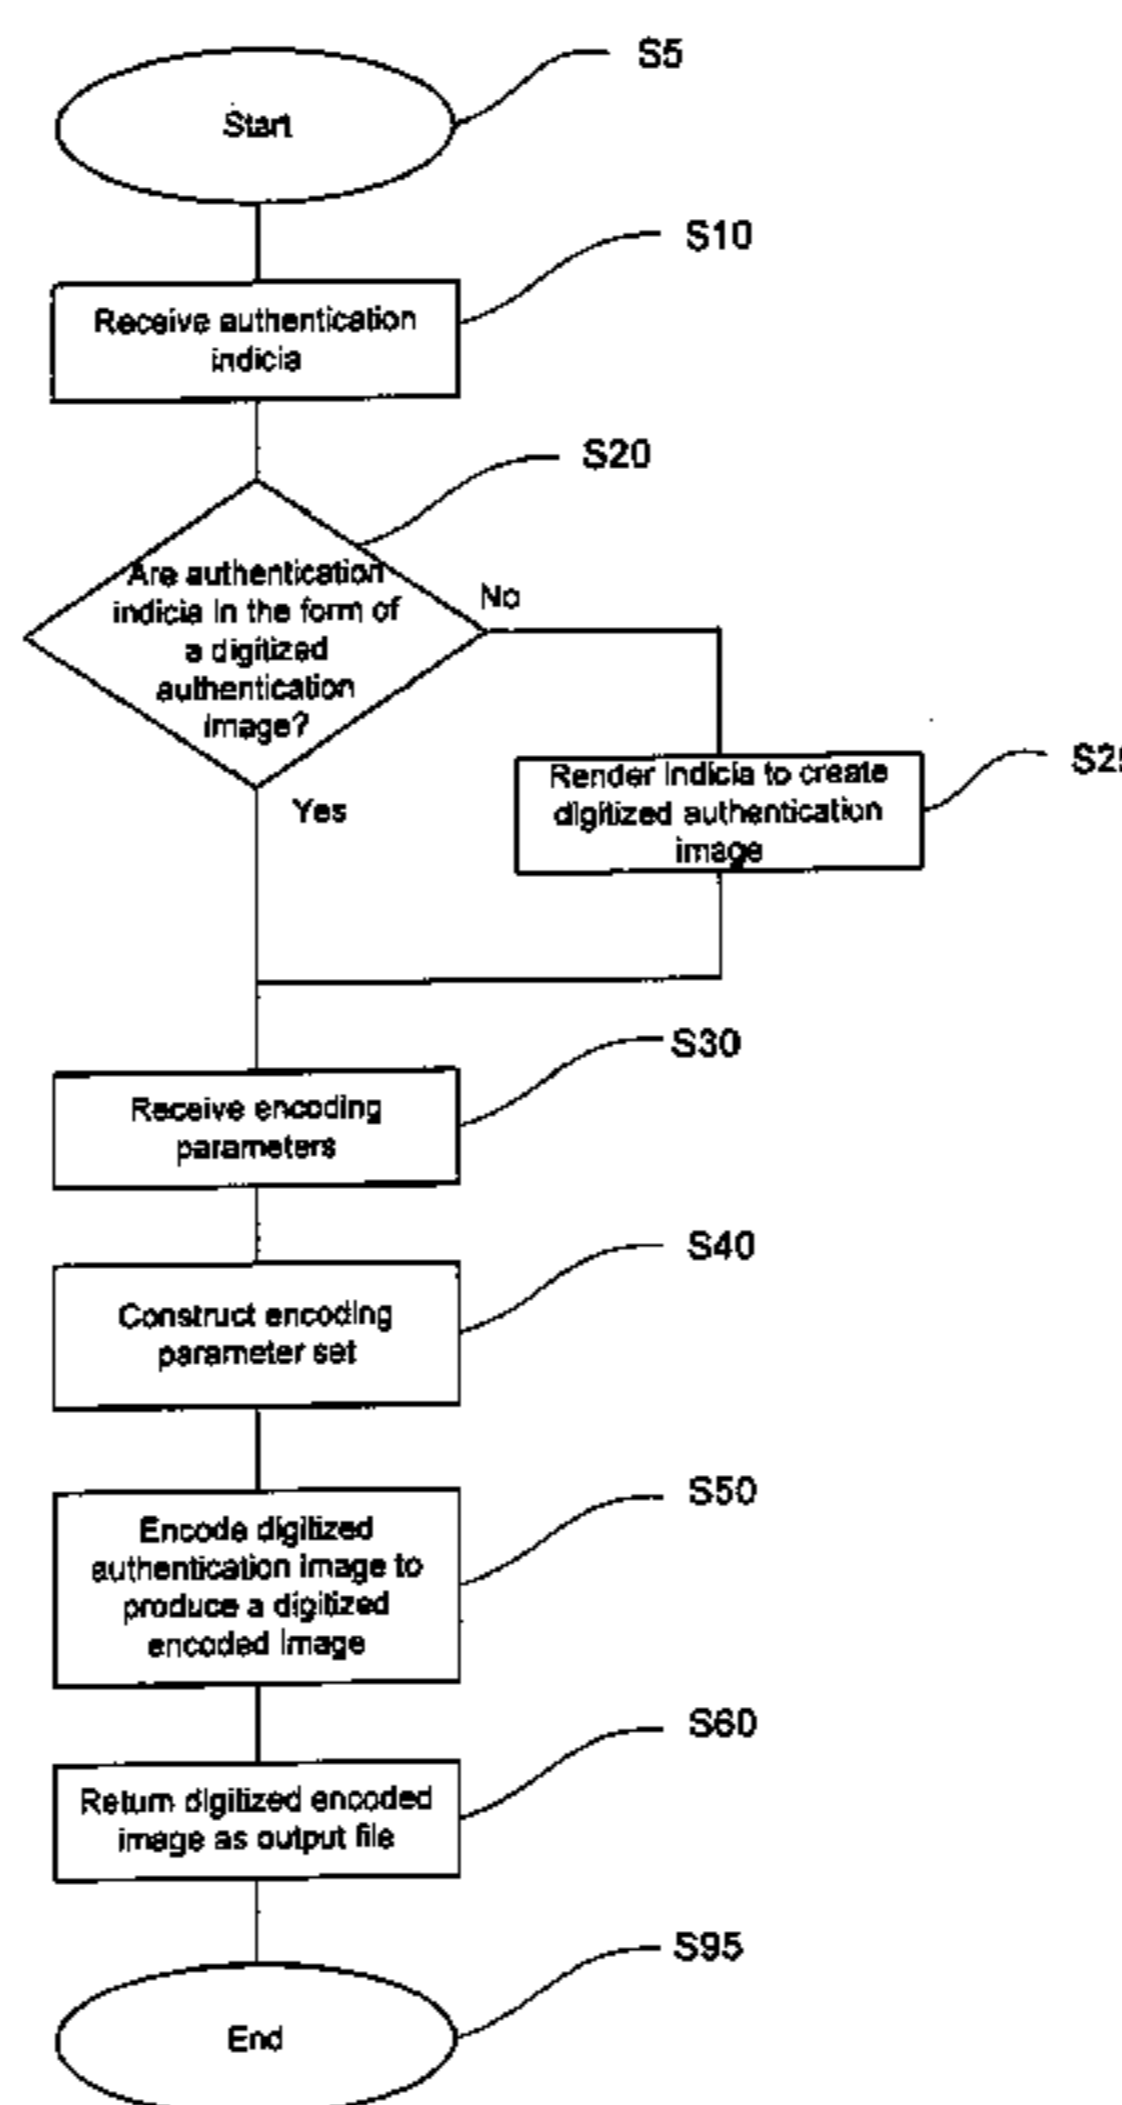 S5
Start
S10
Receive authentication
indicia
S20
Are authentication
indicia in the form of
a digitized
authentication
image?
No
Yes
Render indicia to create
digitized authentication
image
S30
Receive encoding
parameters
S40
Construct encoding
parameter set
S50
Encode digitized
authentication image to
produce a digitized
encoded image
S60
Return digitized encoded
image as output file
S95
End